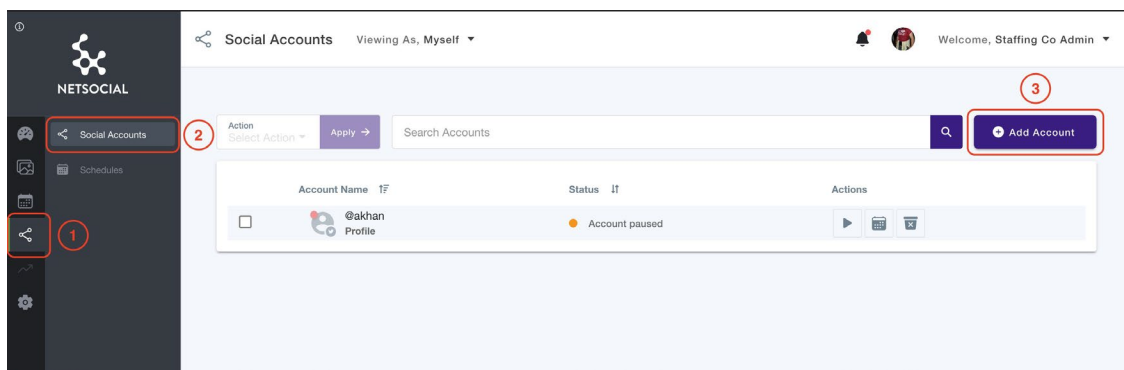 Social Accounts
Viewing As, Myself
Welcome, Staffing Co Admin
NETSOCIAL
3
Social Accounts
2
Action
Select Action
Apply →
Search Accounts
Add Account
Schedules
Account Name
Status
Actions
1
@akhan
Profile
Account paused